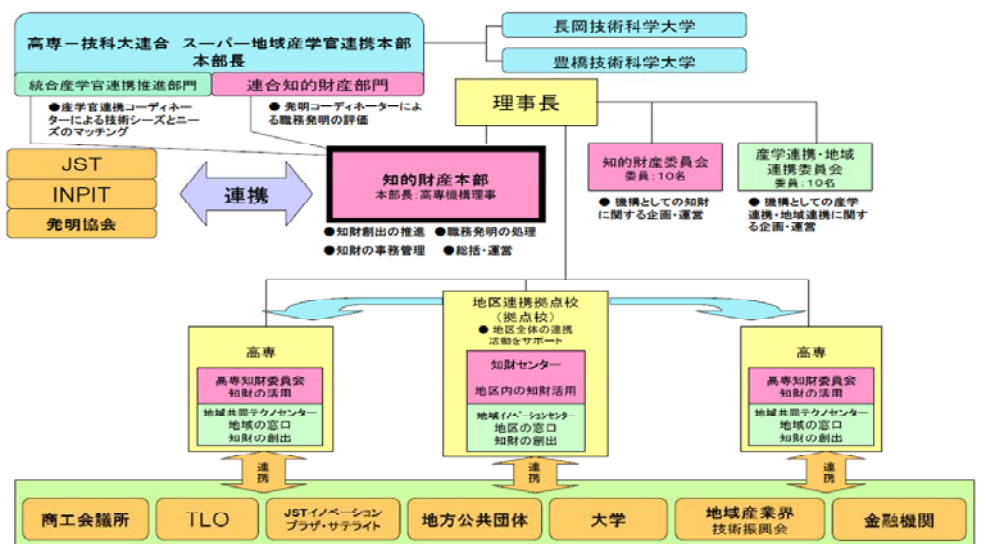 高専－技科大連合 スーパー地域産学官連携本部
本部長
統合産学官連携推進部門
連合知的財産部門
長岡技術科学大学
豊橋技術科学大学
●産学官連携コーディネー
ターによる技術シーズとニー
ズのマッチング
● 発明コーディネーターによ
る職務発明の評価
理事長
JST
INPIT
発明協会
連携
知的財産本部
本部長:高専機構理事
●知財創出の推進 ●職務発明の処理
●知財の事務管理 ●総括・運営
知的財産委員会
委員:10名
● 機構としての知財
に関する企画・運営
産学連携・地域
連携委員会
委員:10名
● 機構としての産学
連携・地域連携に関す
る企画・運営
高専
高専知財委員会
知財の活用
地域共同テクノセンター
地域の窓口
知財の創出
地区連携拠点校
(拠点校)
● 地区全体の連携
活動をサポート
知財センター
地区内の知財活用
地域イノベーションセンター
地区の窓口
知財の創出
高専
高専知財委員会
知財の活用
地域共同テクノセンター
地域の窓口
知財の創出
連携
連携
連携
商工会議所
TLO
JSTイノベーション
プラザ・サテライト
地方公共団体
大学
地域産業界
技術振興会
金融機関